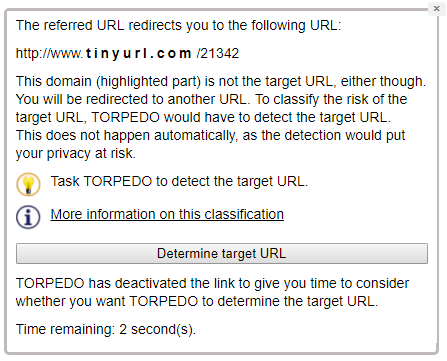 The referred URL redirects you to the following URL:
http://www.tinyurl.com /21342
This domain (highlighted part) is not the target URL, either though.
You will be redirected to another URL. To classify the risk of the
target URL, TORPEDO would have to detect the target URL.
This does not happen automatically, as the detection would put
your privacy at risk.
Task TORPEDO to detect the target URL.
More information on this classification
Determine target URL
TORPEDO has deactivated the link to give you time to consider
whether you want TORPEDO to determine the target URL.
Time remaining: 2 second(s).